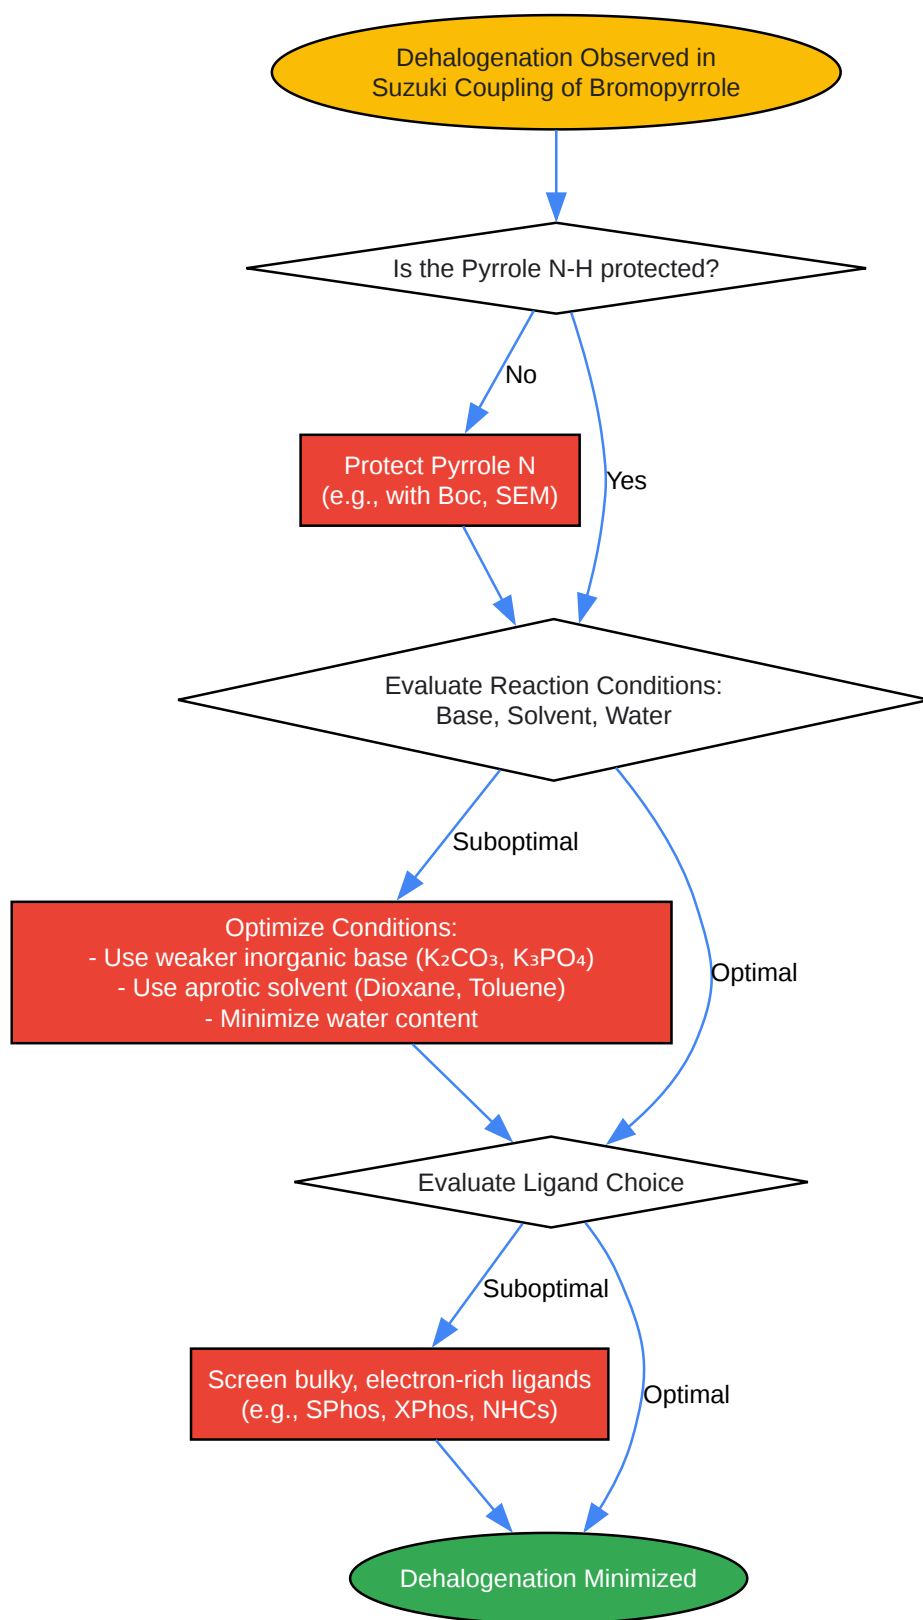 Dehalogenation Observed in
Suzuki Coupling of Bromopyrrole
Is the Pyrrole N-H protected?
No
Protect Pyrrole N
(e.g., with Boc, SEM)
Yes
Evaluate Reaction Conditions:
Base, Solvent, Water
Suboptimal
Optimize Conditions:
- Use weaker inorganic base (K₂CO₃, K₃PO₄)
- Use aprotic solvent (Dioxane, Toluene)
- Minimize water content
Optimal
Evaluate Ligand Choice
Suboptimal
Screen bulky, electron-rich ligands
(e.g., SPhos, XPhos, NHCs)
Optimal
Dehalogenation Minimized